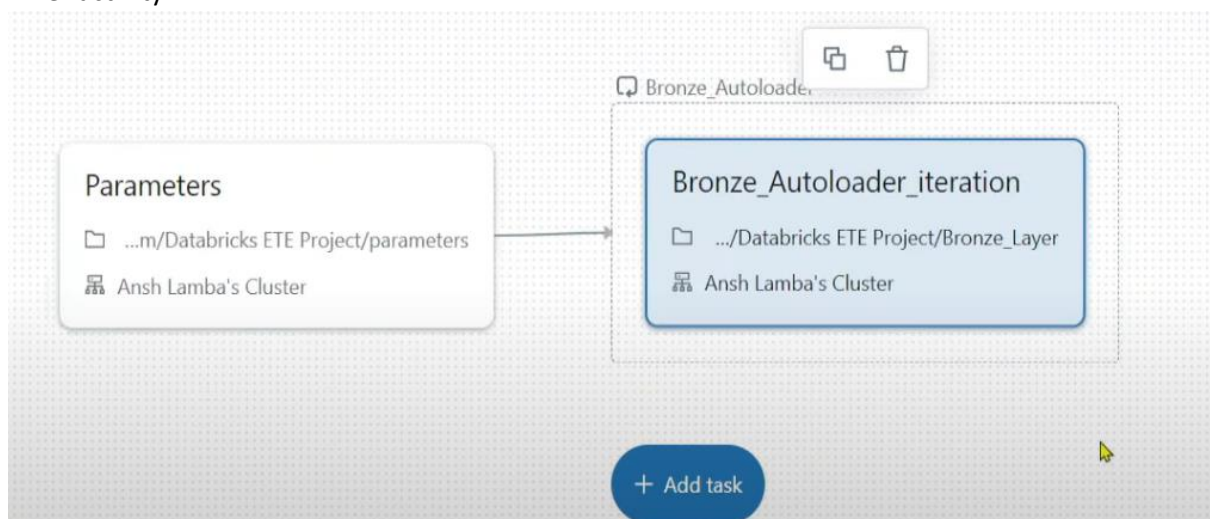 Bronze_Autoloader
Parameters
...m/Databricks ETE Project/parameters
Ansh Lamba's Cluster
Bronze_Autoloader_iteration
.../Databricks ETE Project/Bronze_Layer
Ansh Lamba's Cluster
+ Add task